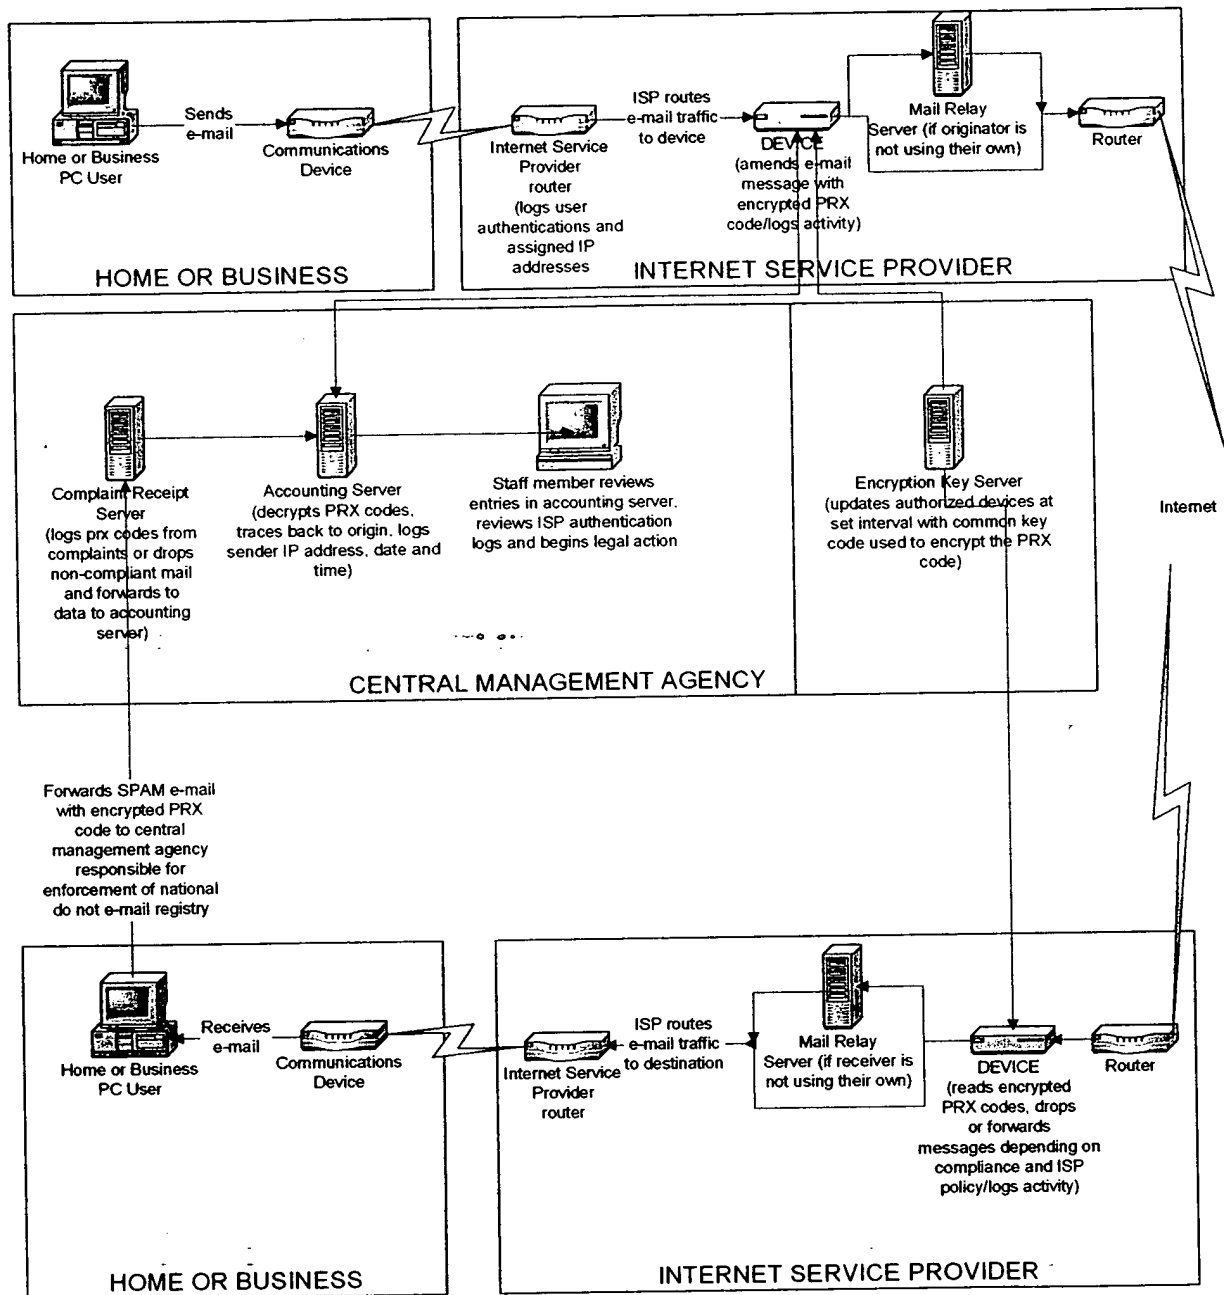 Home or Business
PC User
Sends
e-mail
Communications
Device
HOME OR BUSINESS
Internet Service
Provider
router
(logs user
authentications and
assigned IP
addresses
ISP routes
e-mail traffic
to device
DEVICE
(amends e-mail
message with
encrypted PRX
code/logs activity)
Mail Relay
Server (if originator is
not using their own)
Router
INTERNET SERVICE PROVIDER
Complaint Receipt
Server
(logs prx codes from
complaints or drops
non-compliant mail
and forwards to
data to accounting
server)
Accounting Server
(decrypts PRX codes,
traces back to origin, logs
sender IP address, date and
time)
Staff member reviews
entries in accounting server,
reviews ISP authentication
logs and begins legal action
Encryption Key Server
(updates authorized devices at
set interval with common key
code used to encrypt the PRX
code)
Internet
CENTRAL MANAGEMENT AGENCY
Forwards SPAM e-mail
with encrypted PRX
code to central
management agency
responsible for
enforcement of national
do not e-mail registry
Home or Business
PC User
Receives
e-mail
Communications
Device
HOME OR BUSINESS
Internet Service
Provider
router
ISP routes
e-mail traffic
to destination
Mail Relay
Server (if receiver is
not using their own)
DEVICE
(reads encrypted
PRX codes, drops
or forwards
messages depending on
compliance and ISP
policy/logs activity)
Router
INTERNET SERVICE PROVIDER